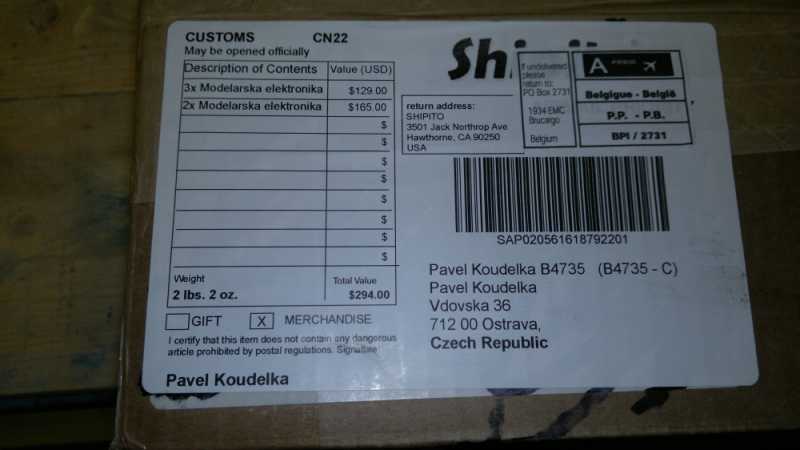 CUSTOMS CN22
May be opened officially
Description of Contents Value (USD)
3x Modelarska elektronika $129.00
2x Modelarska elektronika $165.00
$
$
$
$
$
$
$
$
Weight Total Value
2 lbs. 2 oz. $294.00
GIFT X MERCHANDISE
I certify that this item does not contain any dangerous
article prohibited by postal regulations. Signature
Pavel Koudelka
return address:
SHIPITO
3501 Jack Northrop Ave
Hawthorne, CA 90250
USA
If undelivered
please
return to:
PO Box 2731
1934 EMC
Brucargo
Belgium
A
Belgique - België
P.P. - P.B.
BPI / 2731
SAP020561618792201
Pavel Koudelka B4735 (B4735 - C)
Pavel Koudelka
Vdovska 36
712 00 Ostrava,
Czech Republic